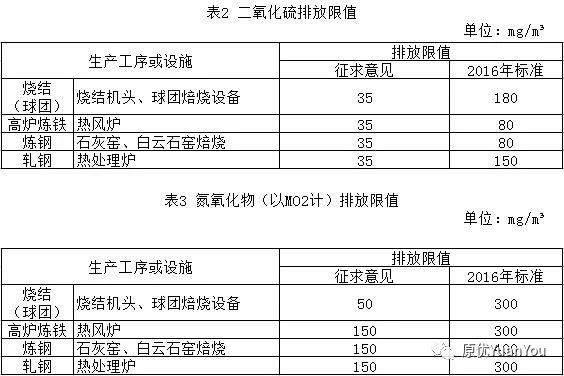 表2 二氧化硫排放限值
单位：mg/m³
生产工序或设施 排放限值
征求意见 2016年标准
烧结（球团） 烧结机头、球团焙烧设备 35 180
高炉炼铁 热风炉 35 80
炼钢 石灰窑、白云石窑焙烧 35 80
轧钢 热处理炉 35 150
表3 氮氧化物（以MO2计）排放限值
单位：mg/m³
生产工序或设施 排放限值
征求意见 2016年标准
烧结（球团） 烧结机头、球团焙烧设备 50 300
高炉炼铁 热风炉 150 300
炼钢 石灰窑、白云石窑焙烧 150
轧钢 热处理炉 150 300
原优YuanYou